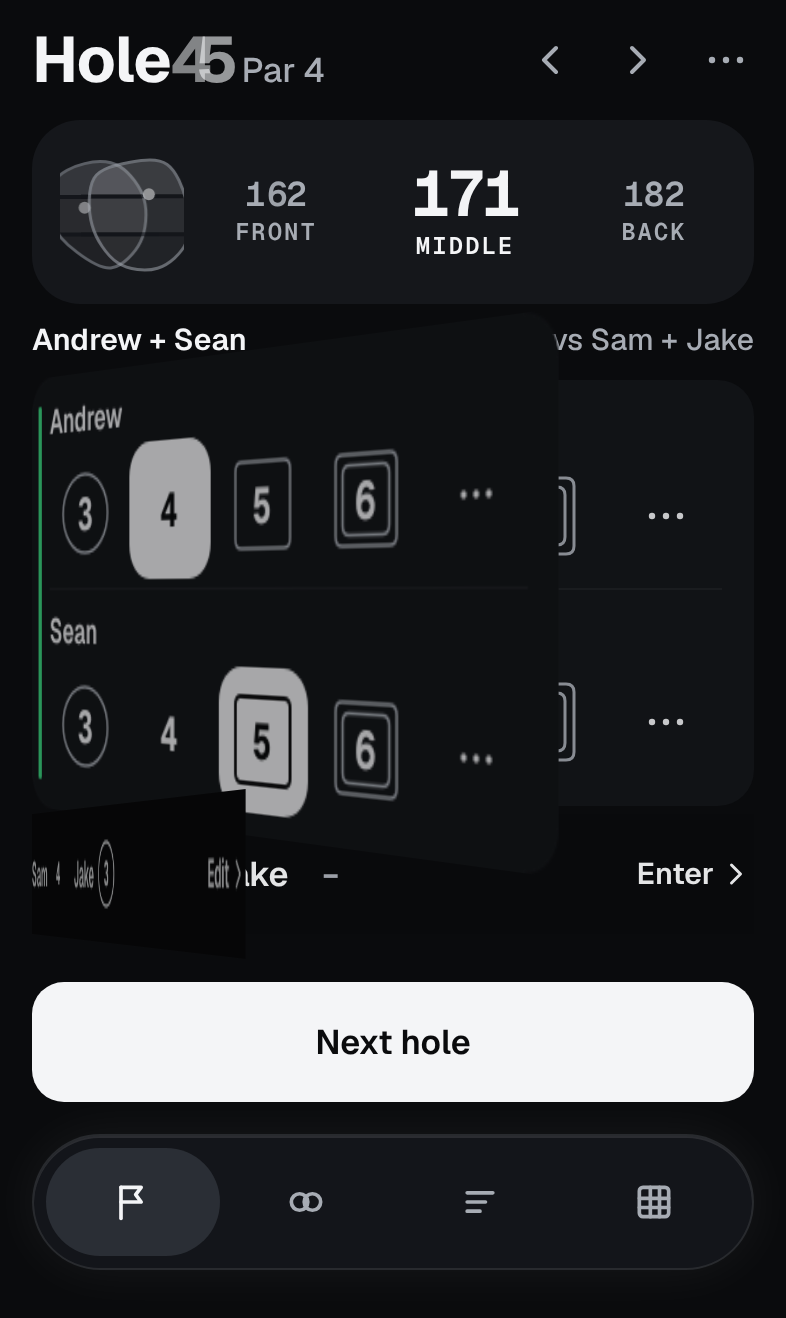 Hole 45 Par 4
162 171 182
FRONT MIDDLE BACK
Andrew + Sean vs Sam + Jake
Andrew
3 4 5 6
Sean
3 4 5 6
Sam 4 Jake 3 Edit ake – Enter
Next hole